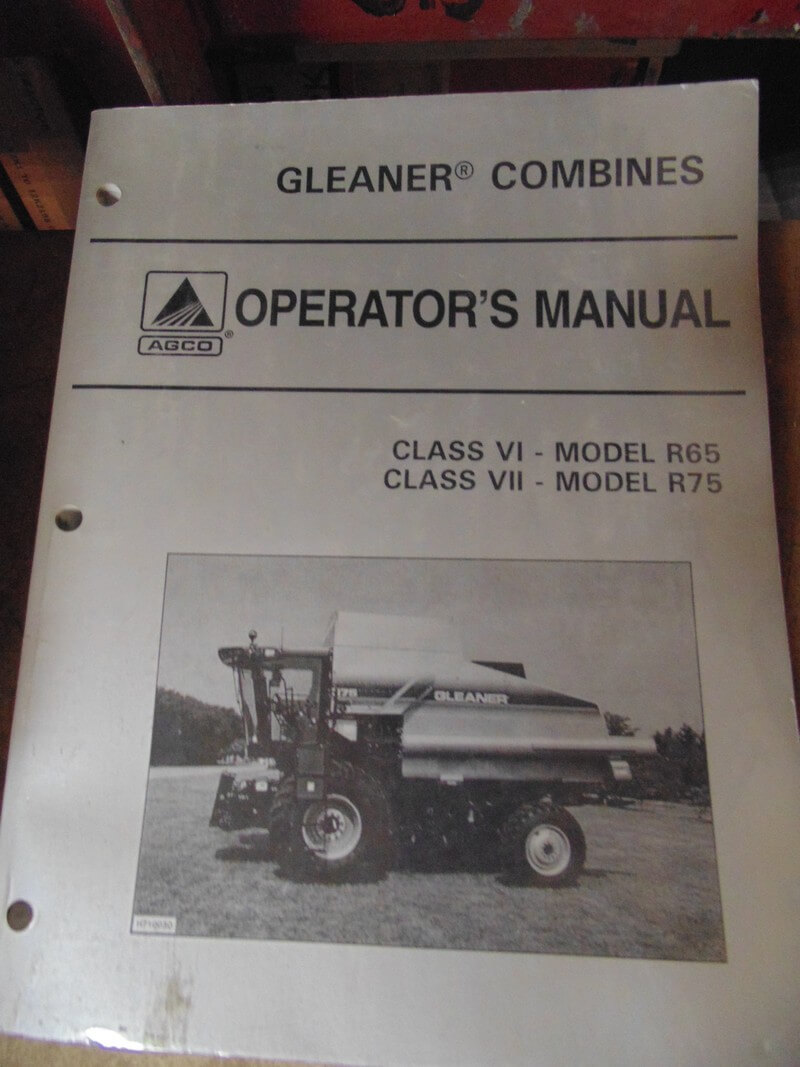 GLEANER® COMBINES
OPERATOR'S MANUAL
AGCO®
CLASS VI - MODEL R65
CLASS VII - MODEL R75
GLEANER